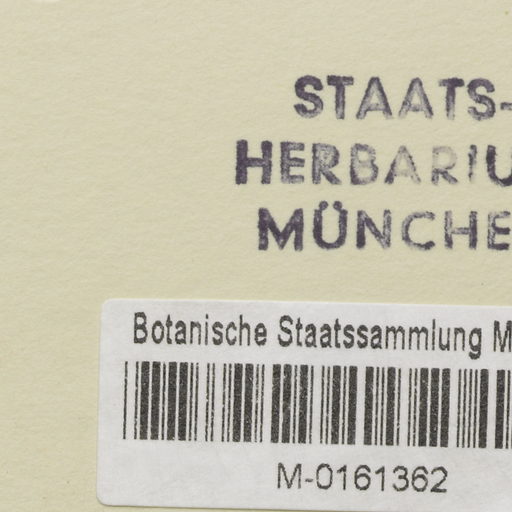 STAATS-
HERBARIU
MÜNCHE
Botanische Staatssammlung M
M-0161362